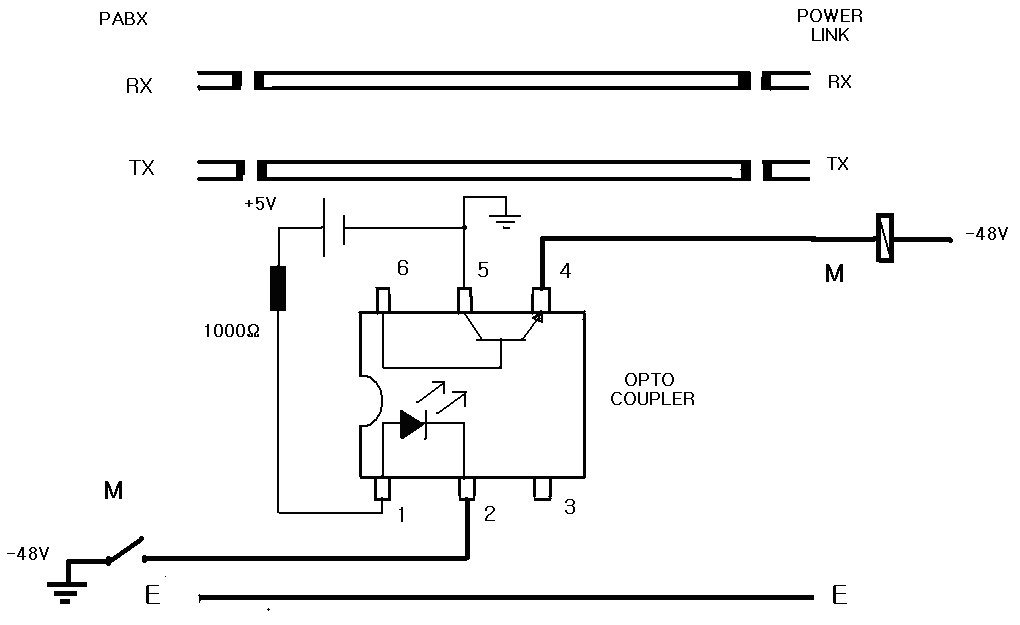 PABX
POWER
LINK
RX
RX
TX
TX
+5V
-48V
6
5
4
M
1000Ω
OPTO
COUPLER
M
1
2
3
-48V
E
E